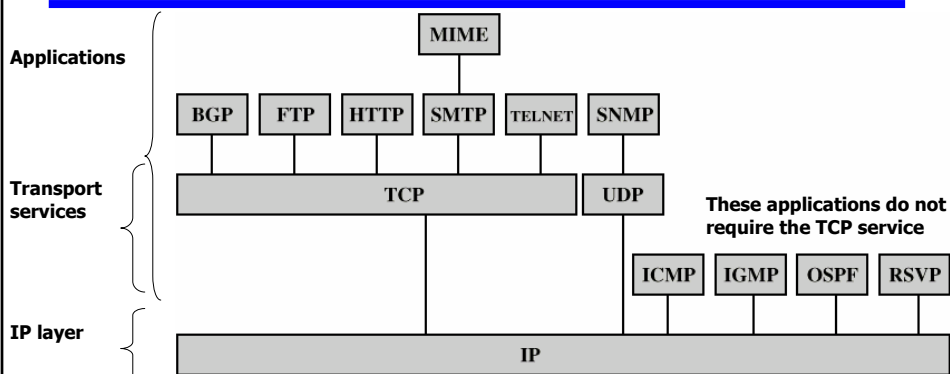 Applications
MIME
BGP FTP HTTP SMTP TELNET SNMP
Transport
services
TCP UDP
These applications do not
require the TCP service
ICMP IGMP OSPF RSVP
IP layer
IP